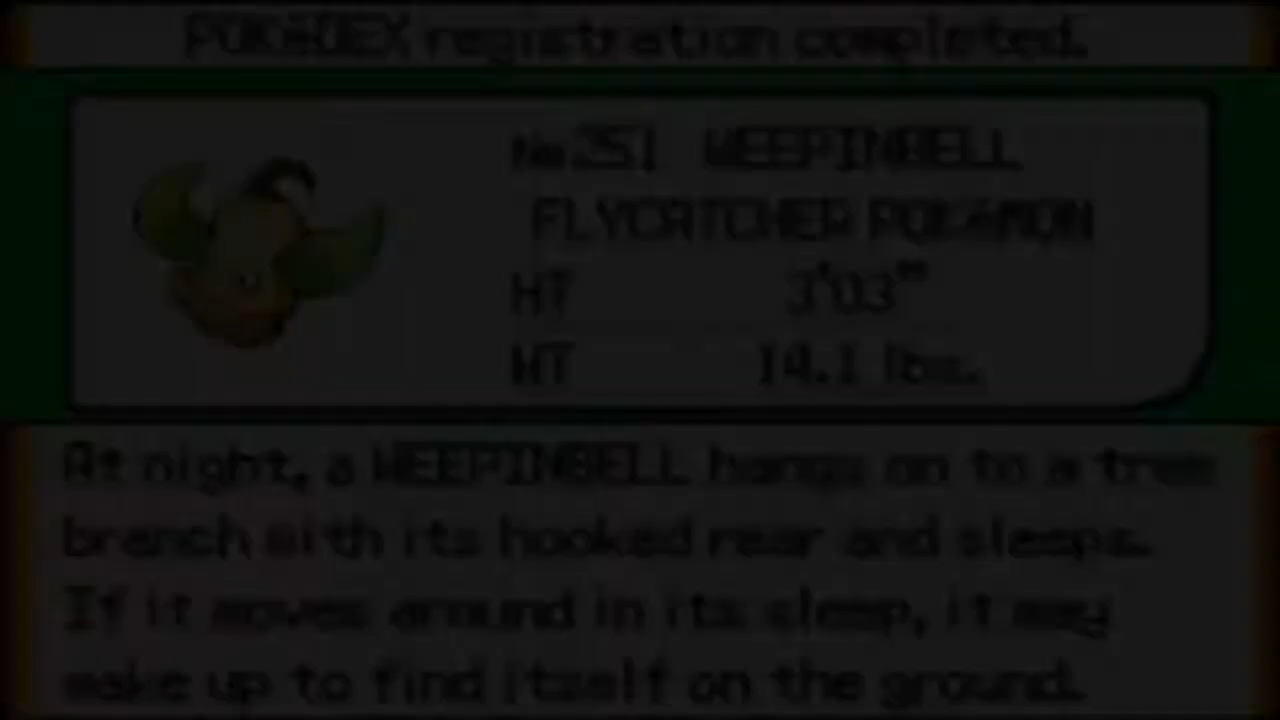 POKéDEX registration completed.
No251 WEEPINBELL
FLYCATCHER POKéMON
HT 3'03"
WT 14.1 lbs.
At night, a WEEPINBELL hangs on to a tree
branch with its hooked rear and sleeps.
If it moves around in its sleep, it may
wake up to find itself on the ground.